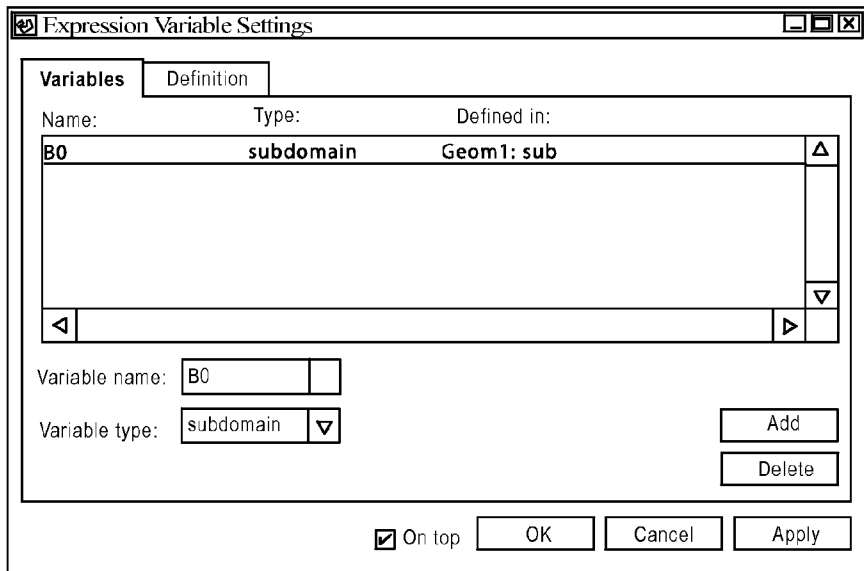 Expression Variable Settings
Variables Definition
Name: Type: Defined in:
B0 subdomain Geom1: sub
Variable name: B0
Variable type: subdomain
Add
Delete
On top OK Cancel Apply